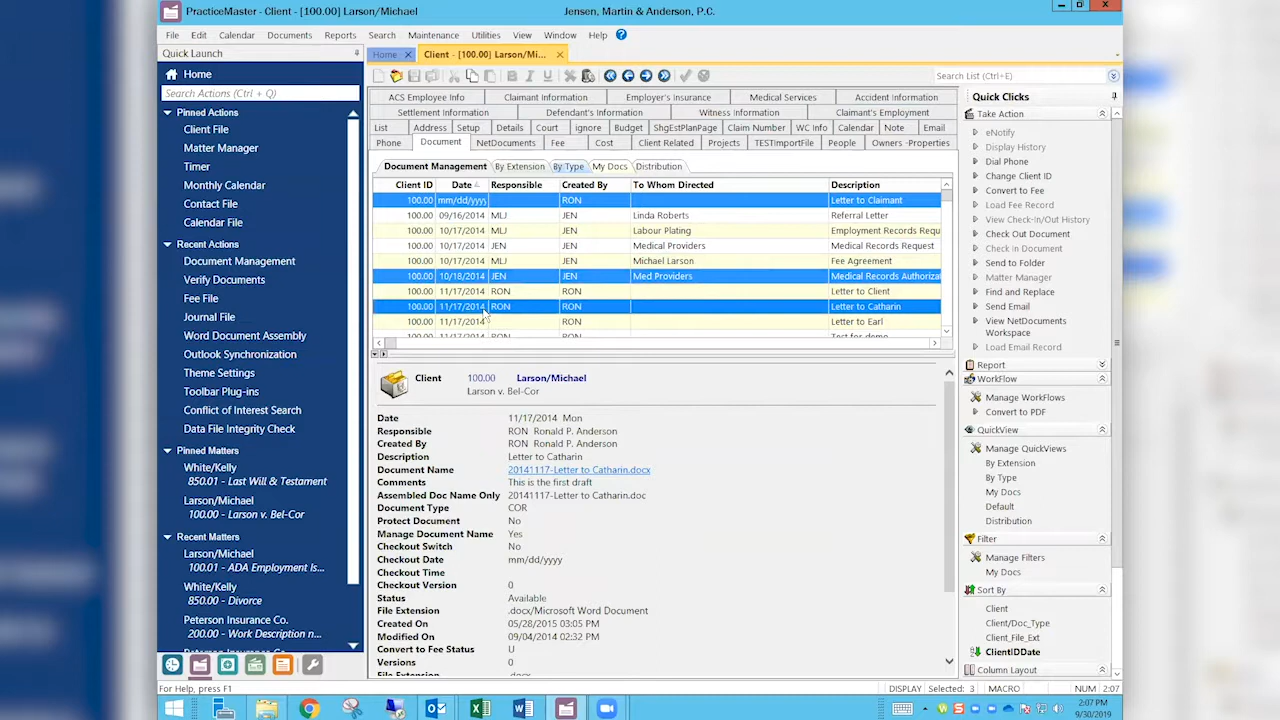 PracticeMaster - Client - [100.00] Larson/Michael
Jensen, Martin & Anderson, P.C.
File Edit Calendar Documents Reports Search Maintenance Utilities View Window Help
Quick Launch
Home
Client - [100.00] Larson/Mi...
Home
Search Actions (Ctrl + Q)
Pinned Actions
Client File
Matter Manager
Timer
Monthly Calendar
Contact File
Calendar File
Recent Actions
Document Management
Verify Documents
Fee File
Journal File
Word Document Assembly
Outlook Synchronization
Theme Settings
Toolbar Plug-ins
Conflict of Interest Search
Data File Integrity Check
Pinned Matters
White/Kelly
850.01 - Last Will & Testament
Larson/Michael
100.00 - Larson v. Bel-Cor
Recent Matters
Larson/Michael
100.01 - ADA Employment Is...
White/Kelly
850.00 - Divorce
Peterson Insurance Co.
200.00 - Work Description n...
Search List (Ctrl+E)
ACS Employee Info Claimant Information Employer's Insurance Medical Services Accident Information
Settlement Information Defendant's Information Witness Information Claimant's Employment
List Address Setup Details Court ignore Budget ShgEstPlanPage Claim Number WC Info Calendar Note Email
Phone Document NetDocuments Fee Cost Client Related Projects TESTImportFile People Owners -Properties
Document Management By Extension By Type My Docs Distribution
Client ID Date Responsible Created By To Whom Directed Description
100.00 mm/dd/yyyy RON Letter to Claimant
100.00 09/16/2014 MLJ JEN Linda Roberts Referral Letter
100.00 10/17/2014 MLJ JEN Labour Plating Employment Records Requ
100.00 10/17/2014 JEN JEN Medical Providers Medical Records Request
100.00 10/17/2014 MLJ JEN Michael Larson Fee Agreement
100.00 10/18/2014 JEN JEN Med Providers Medical Records Authorizat
100.00 11/17/2014 RON RON Letter to Client
100.00 11/17/2014 RON RON Letter to Catharin
100.00 11/17/2014 RON Letter to Earl
100.00 11/17/2014 RON RON Test for demo
Client 100.00 Larson/Michael
Larson v. Bel-Cor
Date 11/17/2014 Mon
Responsible RON Ronald P. Anderson
Created By RON Ronald P. Anderson
Description Letter to Catharin
Document Name 20141117-Letter to Catharin.docx
Comments This is the first draft
Assembled Doc Name Only 20141117-Letter to Catharin.doc
Document Type COR
Protect Document No
Manage Document Name Yes
Checkout Switch No
Checkout Date mm/dd/yyyy
Checkout Time
Checkout Version 0
Status Available
File Extension .docx/Microsoft Word Document
Created On 05/28/2015 03:05 PM
Modified On 09/04/2014 02:32 PM
Convert to Fee Status U
Versions 0
File Extension .docx
Quick Clicks
Take Action
eNotify
Display History
Dial Phone
Change Client ID
Convert to Fee
Load Fee Record
View Check-In/Out History
Check Out Document
Check In Document
Send to Folder
Matter Manager
Find and Replace
Send Email
View NetDocuments
Workspace
Load Email Record
Report
WorkFlow
Manage WorkFlows
Convert to PDF
QuickView
Manage QuickViews
By Extension
By Type
My Docs
Default
Distribution
Filter
Manage Filters
My Docs
Sort By
Client
Client/Doc_Type
Client_File_Ext
ClientIDDate
Column Layout
For Help, press F1
DISPLAY Selected: 3 MACRO NUM 2:07
2:07 PM
9/30/2019